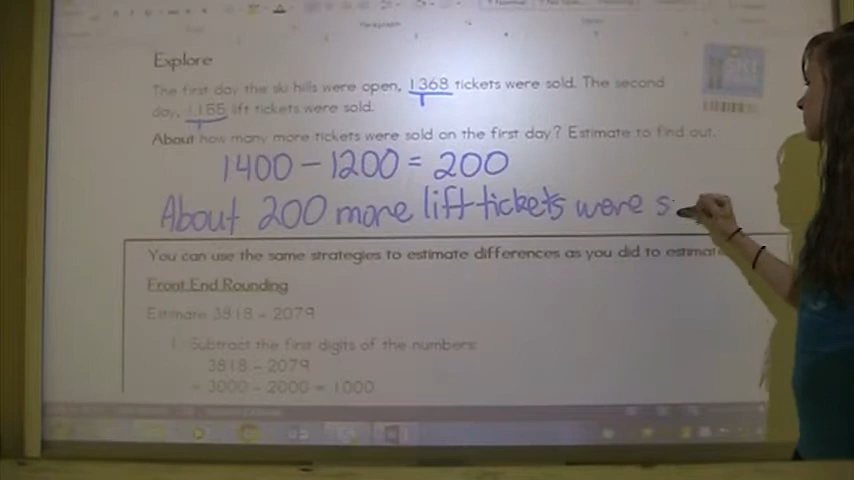 Explore
The first day the ski hills were open, 1368 tickets were sold. The second
day, 1155 lift tickets were sold.
About how many more tickets were sold on the first day? Estimate to find out.
1400 - 1200 = 200
About 200 more lift tickets were s
You can use the same strategies to estimate differences as you did to estimate
Front End Rounding
Estimate 3818 - 2079
1. Subtract the first digits of the numbers:
3818 - 2079
= 3000 - 2000 = 1000
SKI